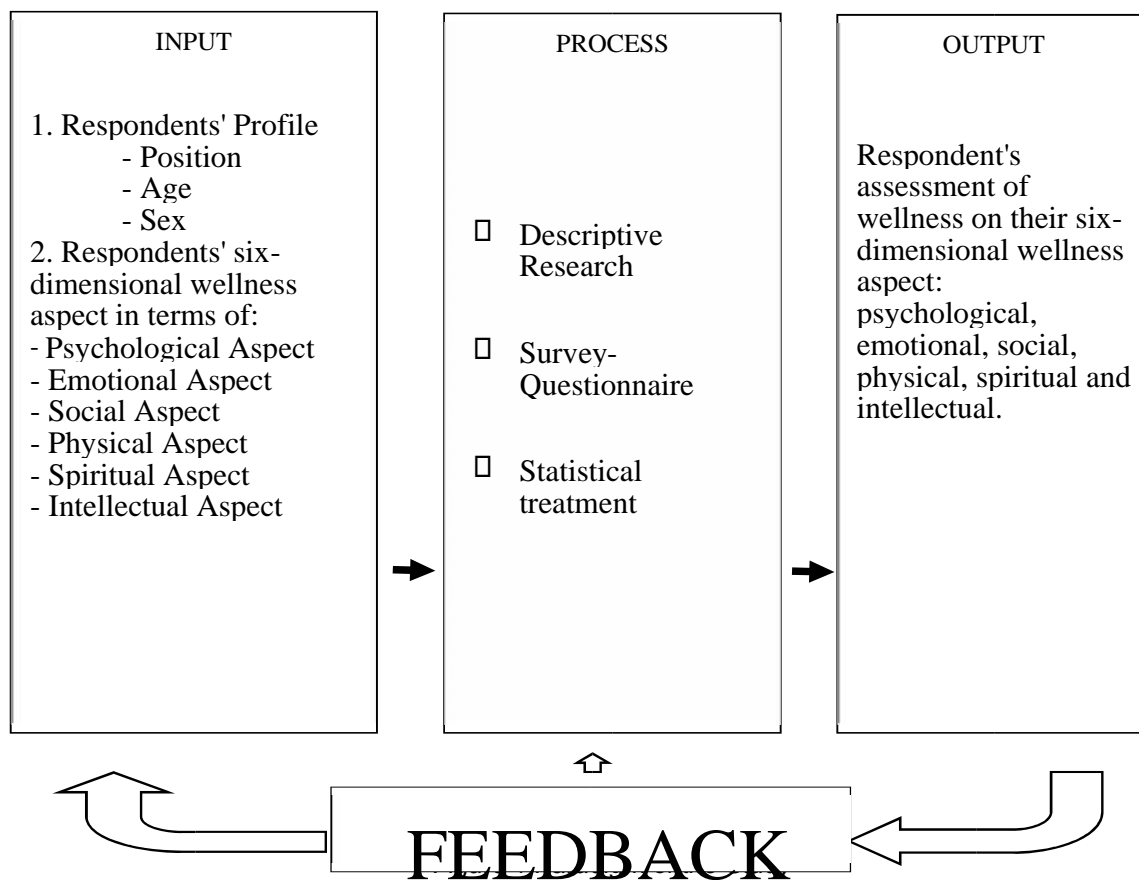 INPUT
1. Respondents' Profile
- Position
- Age
- Sex
2. Respondents' six-
dimensional wellness
aspect in terms of:
- Psychological Aspect
- Emotional Aspect
- Social Aspect
- Physical Aspect
- Spiritual Aspect
- Intellectual Aspect
PROCESS
Descriptive
Research
Survey-
Questionnaire
Statistical
treatment
OUTPUT
Respondent's
assessment of
wellness on their six-
dimensional wellness
aspect:
psychological,
emotional, social,
physical, spiritual and
intellectual.
FEEDBACK